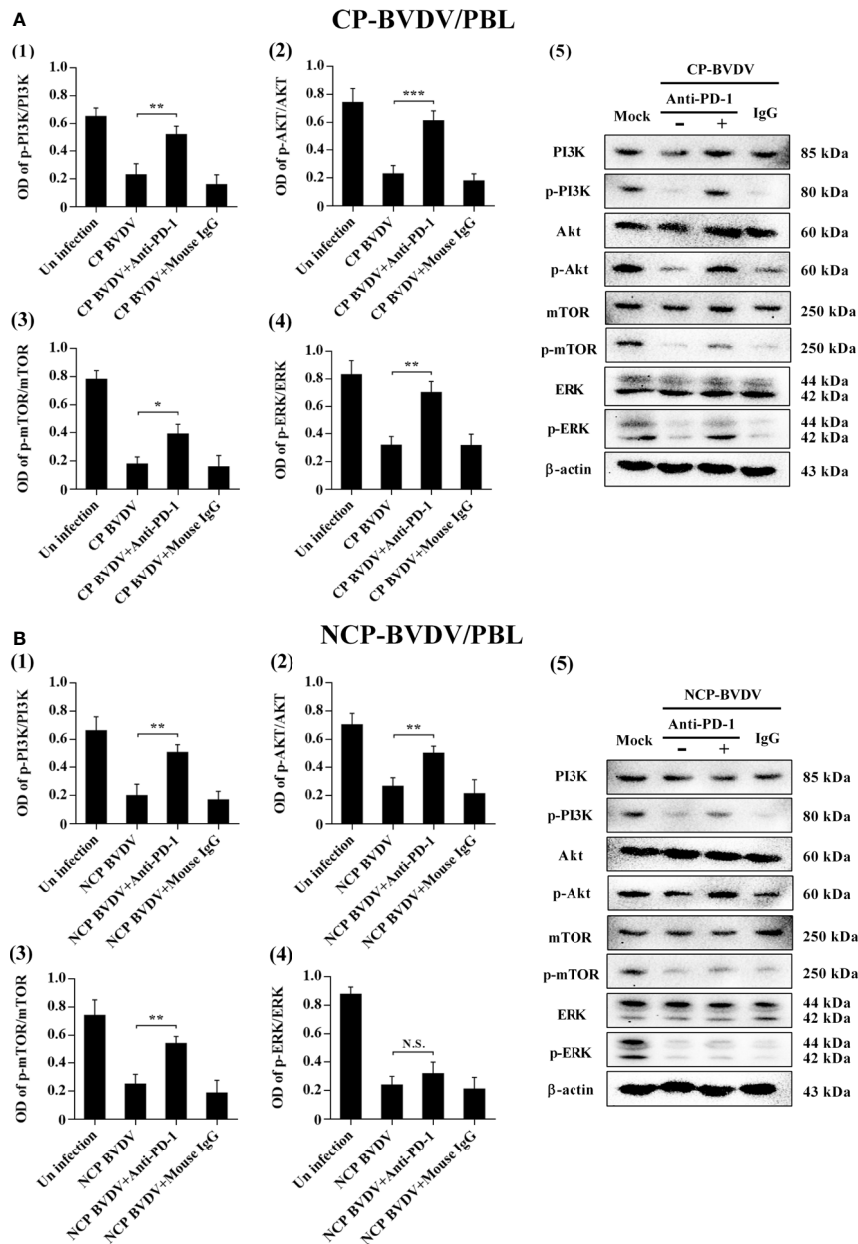 A
CP-BVDV/PBL
(1)
OD of p-PI3K/PI3K
0.8
0.6
0.4
0.2
0
**
Un infection
CP BVDV
CP BVDV+Anti-PD-1
CP BVDV+Mouse IgG
(2)
OD of p-AKT/AKT
1.0
0.8
0.6
0.4
0.2
0
***
Un infection
CP BVDV
CP BVDV+Anti-PD-1
CP BVDV+Mouse IgG
(3)
OD of p-mTOR/mTOR
1.0
0.8
0.6
0.4
0.2
0
*
Un infection
CP BVDV
CP BVDV+Anti-PD-1
CP BVDV+Mouse IgG
(4)
OD of p-ERK/ERK
1.0
0.8
0.6
0.4
0.2
0
**
Un infection
CP BVDV
CP BVDV+Anti-PD-1
CP BVDV+Mouse IgG
(5)
CP-BVDV
Anti-PD-1
Mock - + IgG
PI3K 85 kDa
p-PI3K 80 kDa
Akt 60 kDa
p-Akt 60 kDa
mTOR 250 kDa
p-mTOR 250 kDa
ERK 44 kDa
42 kDa
p-ERK 44 kDa
42 kDa
β-actin 43 kDa
B
NCP-BVDV/PBL
(1)
OD of p-PI3K/PI3K
0.8
0.6
0.4
0.2
0
**
Un infection
NCP BVDV
NCP BVDV+Anti-PD-1
NCP BVDV+Mouse IgG
(2)
OD of p-AKT/AKT
1.0
0.8
0.6
0.4
0.2
0
**
Un infection
NCP BVDV
NCP BVDV+Anti-PD-1
NCP BVDV+Mouse IgG
(3)
OD of p-mTOR/mTOR
1.0
0.8
0.6
0.4
0.2
0
**
Un infection
NCP BVDV
NCP BVDV+Anti-PD-1
NCP BVDV+Mouse IgG
(4)
OD of p-ERK/ERK
1.0
0.8
0.6
0.4
0.2
0
N.S.
Un infection
NCP BVDV
NCP BVDV+Anti-PD-1
NCP BVDV+Mouse IgG
(5)
NCP-BVDV
Anti-PD-1
Mock - + IgG
PI3K 85 kDa
p-PI3K 80 kDa
Akt 60 kDa
p-Akt 60 kDa
mTOR 250 kDa
p-mTOR 250 kDa
ERK 44 kDa
42 kDa
p-ERK 44 kDa
42 kDa
β-actin 43 kDa